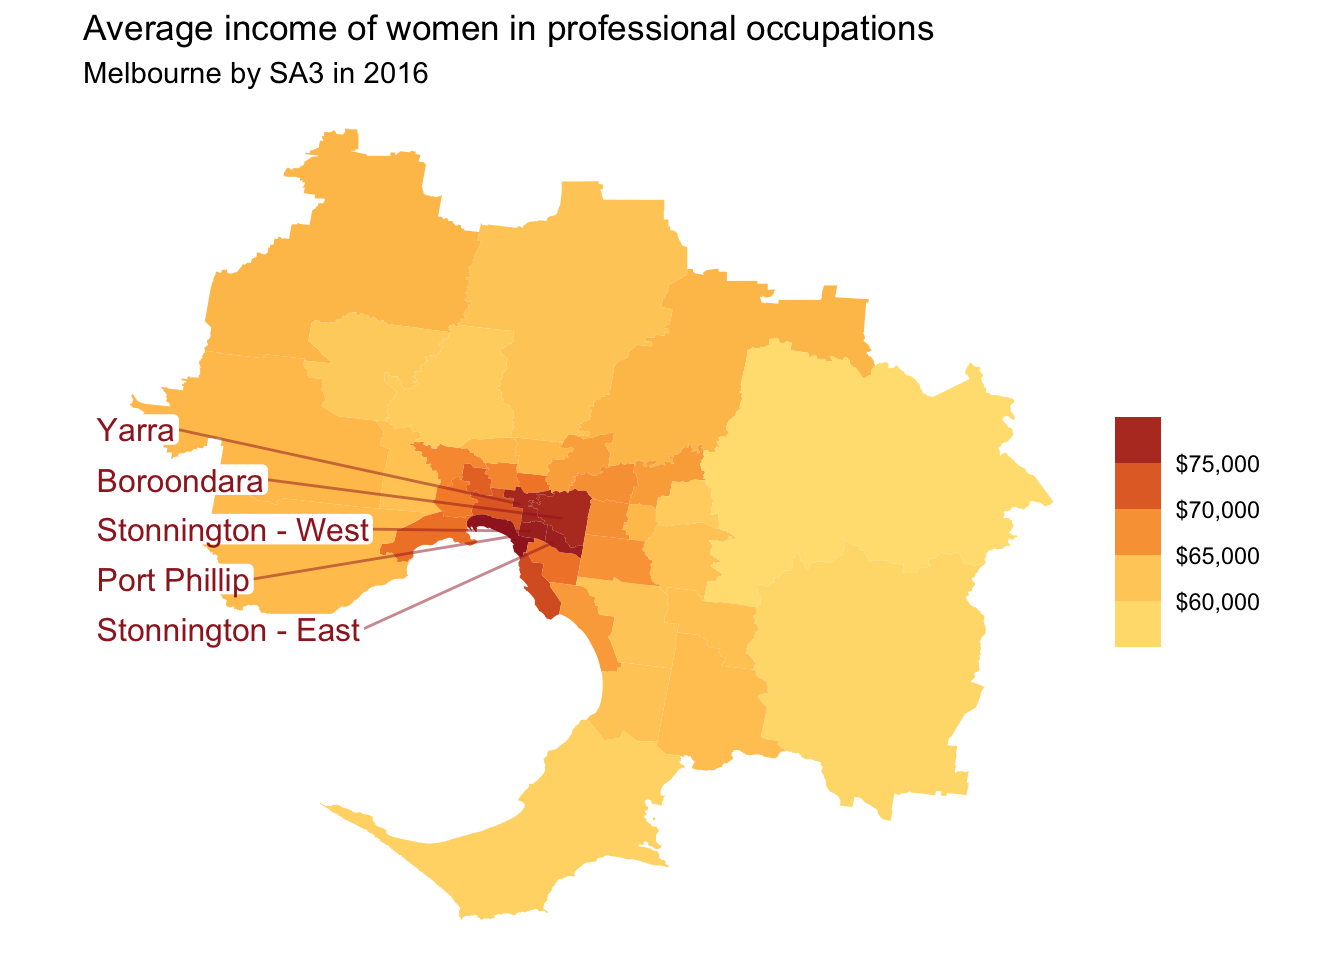 Average income of women in professional occupations
Melbourne by SA3 in 2016
Yarra
Boroondara
Stonnington - West
Port Phillip
Stonnington - East
$75,000
$70,000
$65,000
$60,000